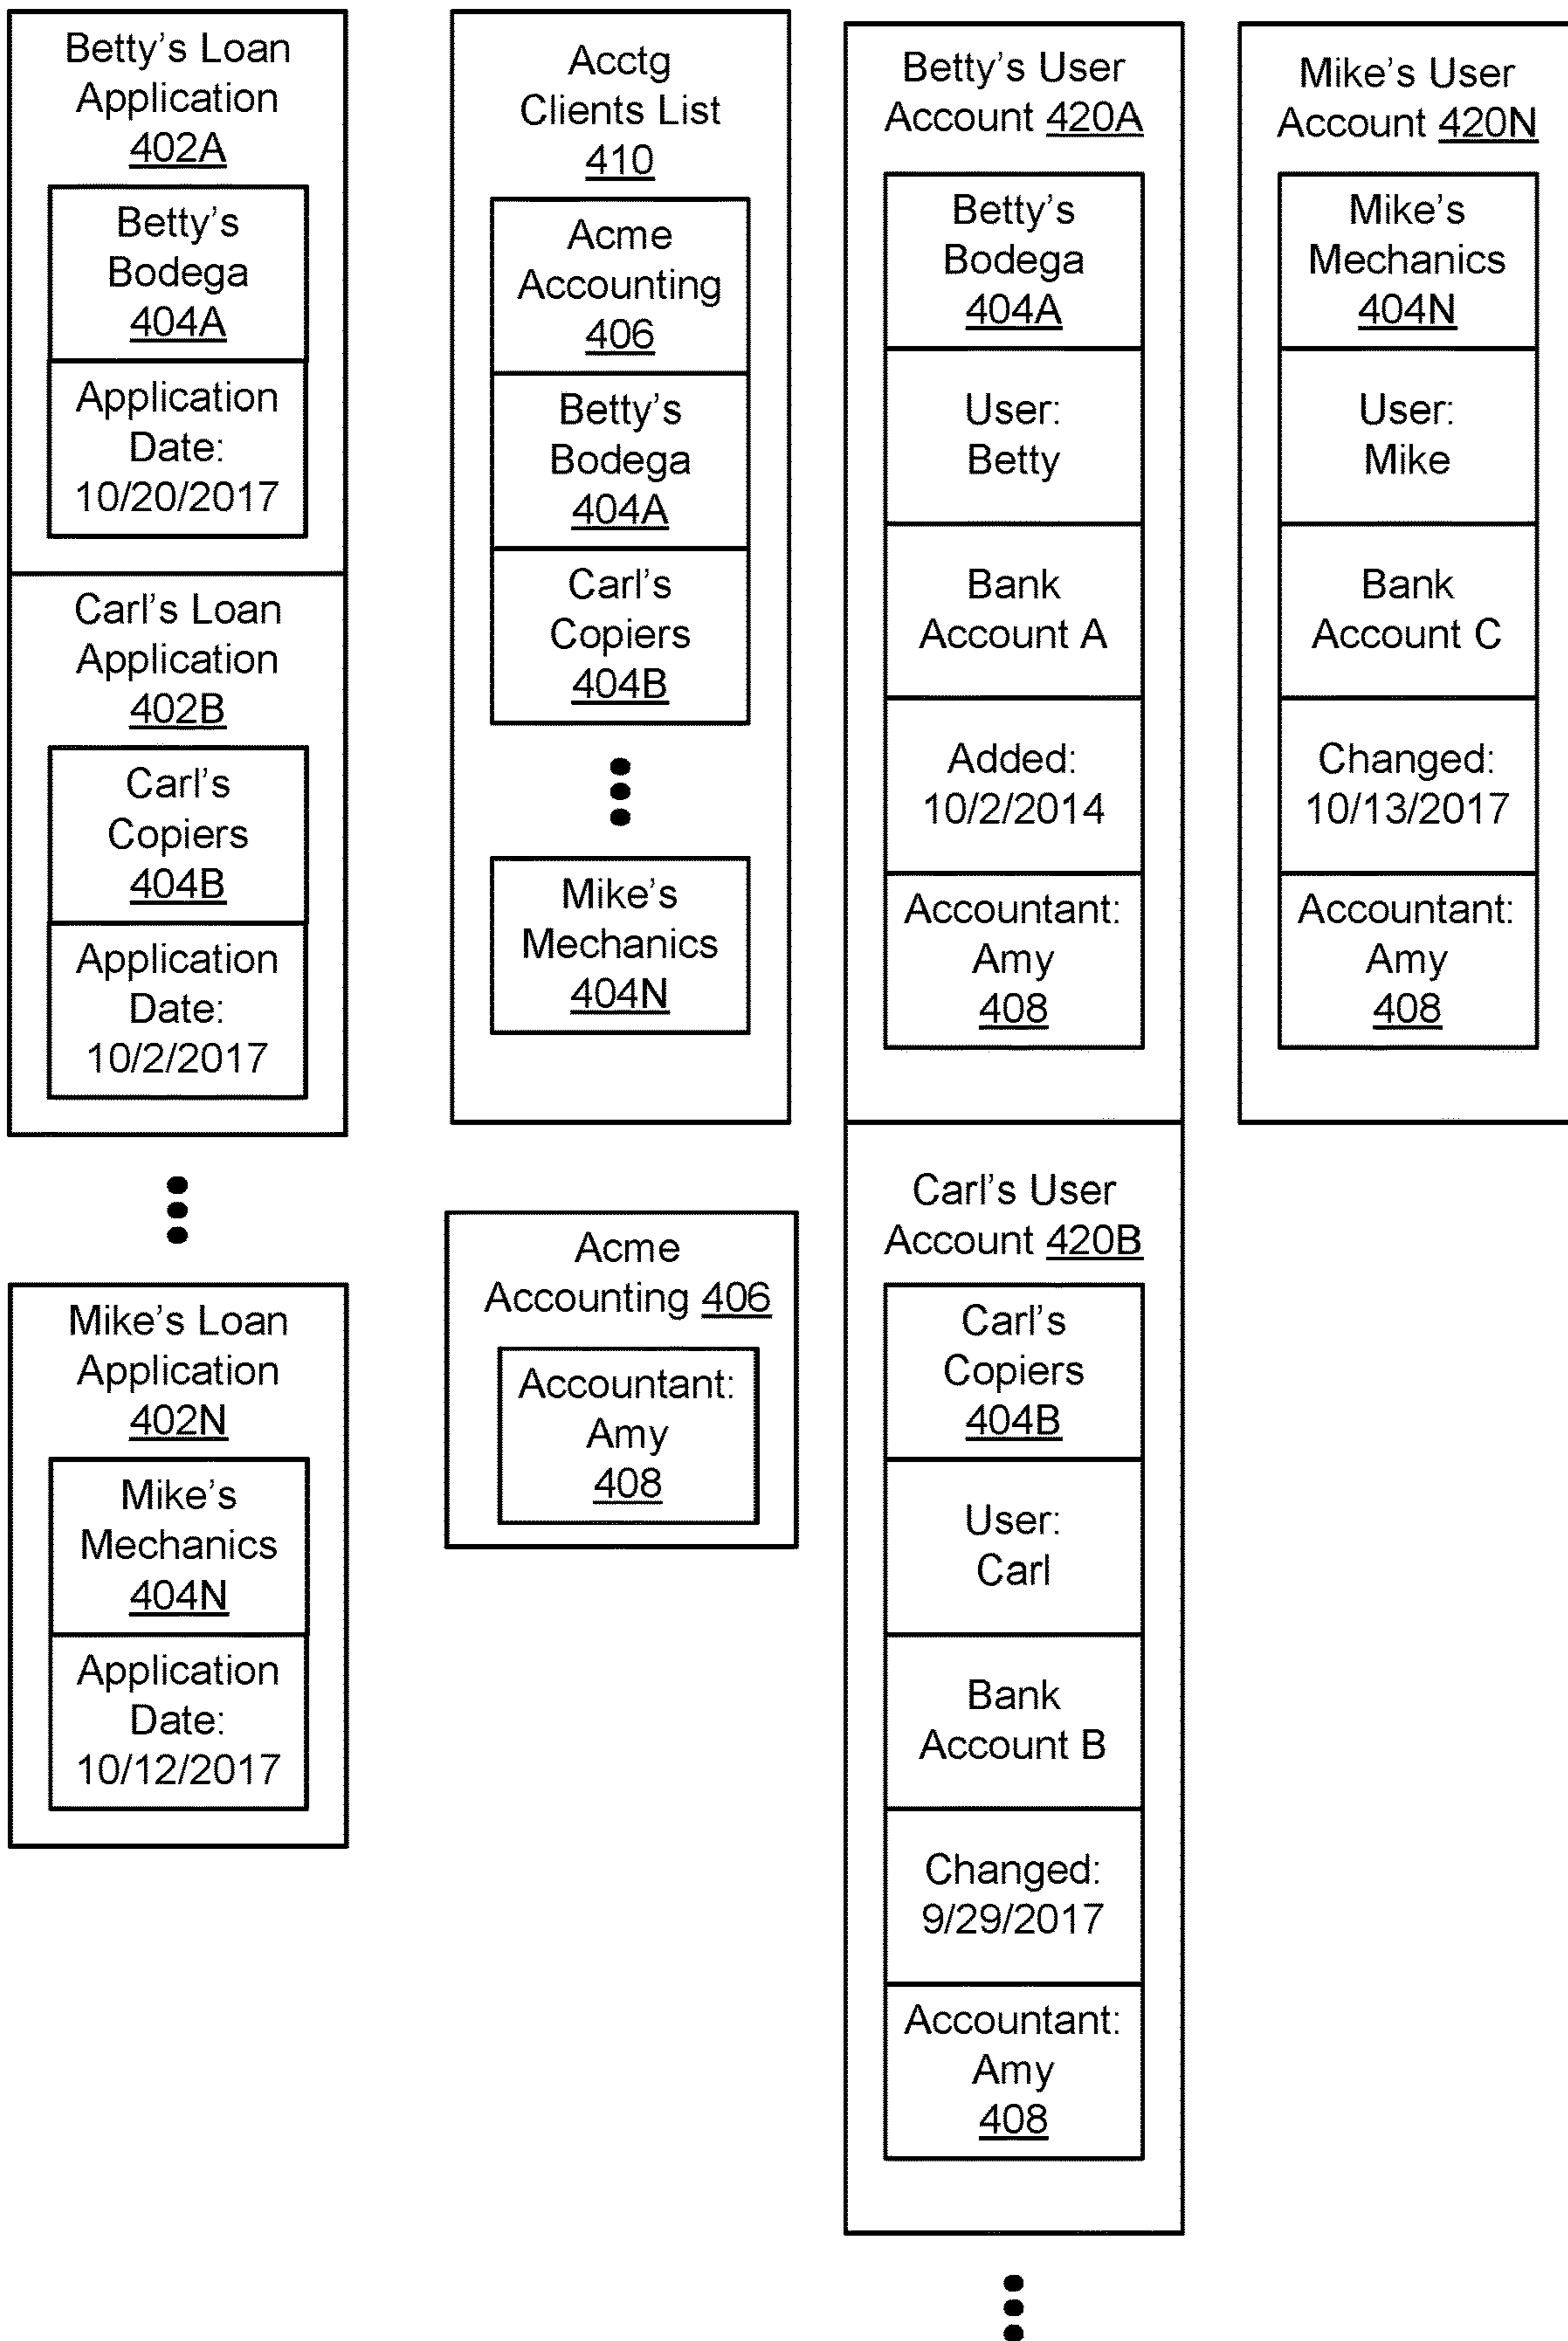 Betty's Loan
Application
402A
Betty's
Bodega
404A
Application
Date:
10/20/2017
Carl's Loan
Application
402B
Carl's
Copiers
404B
Application
Date:
10/2/2017
Mike's Loan
Application
402N
Mike's
Mechanics
404N
Application
Date:
10/12/2017
Acctg
Clients List
410
Acme
Accounting
406
Betty's
Bodega
404A
Carl's
Copiers
404B
Mike's
Mechanics
404N
Acme
Accounting 406
Accountant:
Amy
408
Betty's User
Account 420A
Betty's
Bodega
404A
User:
Betty
Bank
Account A
Added:
10/2/2014
Accountant:
Amy
408
Carl's User
Account 420B
Carl's
Copiers
404B
User:
Carl
Bank
Account B
Changed:
9/29/2017
Accountant:
Amy
408
Mike's User
Account 420N
Mike's
Mechanics
404N
User:
Mike
Bank
Account C
Changed:
10/13/2017
Accountant:
Amy
408